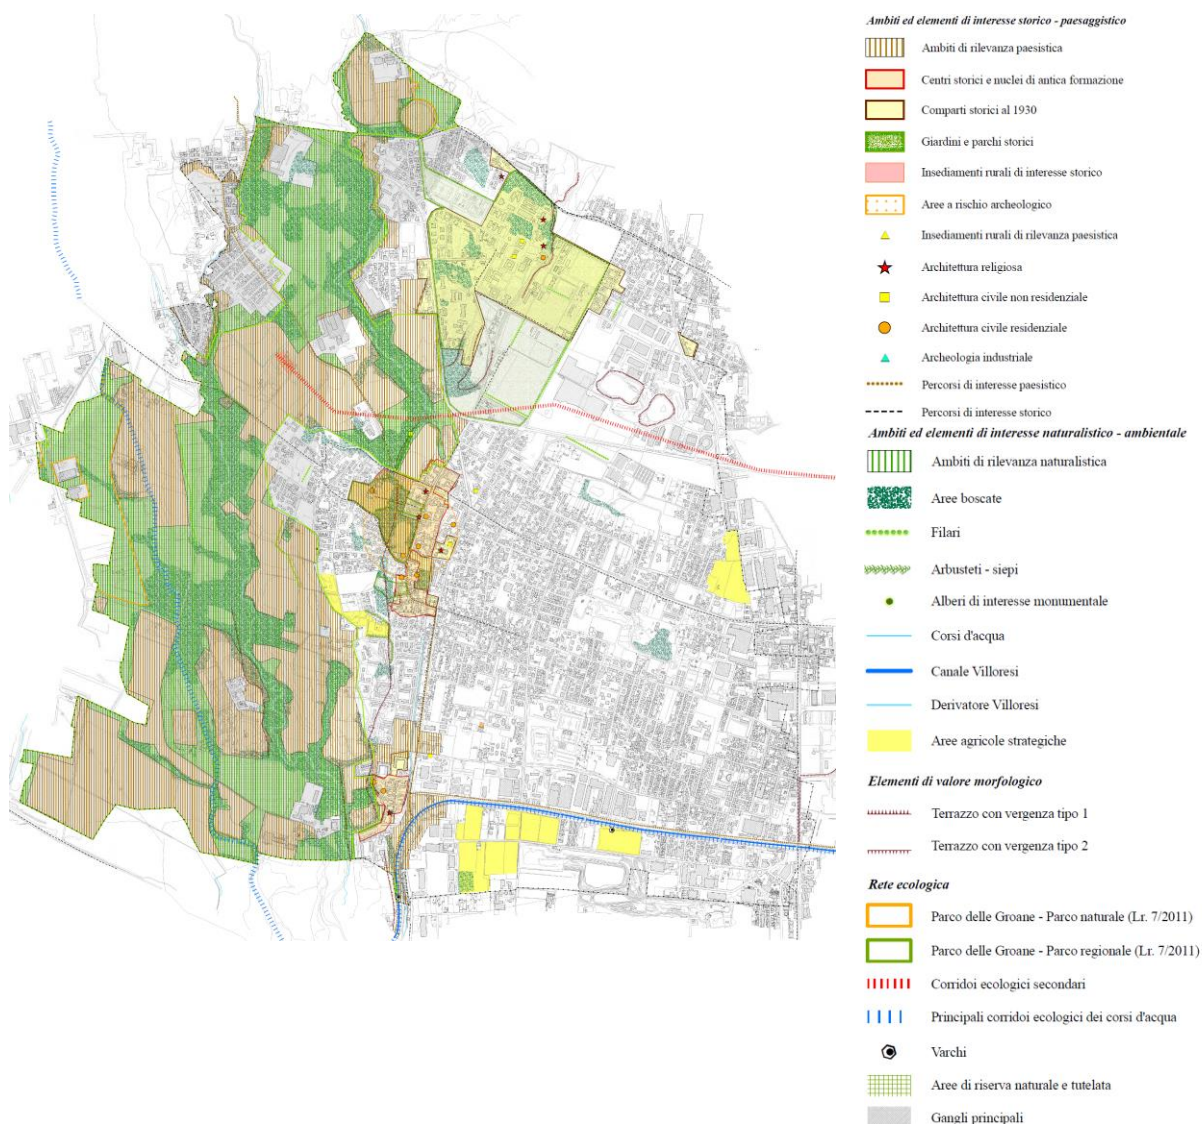 Ambiti ed elementi di interesse storico - paesaggistico
Ambiti di rilevanza paesistica
Centri storici e nuclei di antica formazione
Comparti storici al 1930
Giardini e parchi storici
Insediamenti rurali di interesse storico
Aree a rischio archeologico
Insediamenti rurali di rilevanza paesistica
Architettura religiosa
Architettura civile non residenziale
Architettura civile residenziale
Archeologia industriale
Percorsi di interesse paesistico
Percorsi di interesse storico
Ambiti ed elementi di interesse naturalistico - ambientale
Ambiti di rilevanza naturalistica
Aree boscate
Filari
Arbusteti - siepi
Alberi di interesse monumentale
Corsi d'acqua
Canale Villoresi
Derivatore Villoresi
Aree agricole strategiche
Elementi di valore morfologico
Terrazzo con vergenza tipo 1
Terrazzo con vergenza tipo 2
Rete ecologica
Parco delle Groane - Parco naturale (Lr. 7/2011)
Parco delle Groane - Parco regionale (Lr. 7/2011)
Corridoi ecologici secondari
Principali corridoi ecologici dei corsi d'acqua
Varchi
Aree di riserva naturale e tutelata
Gangli principali